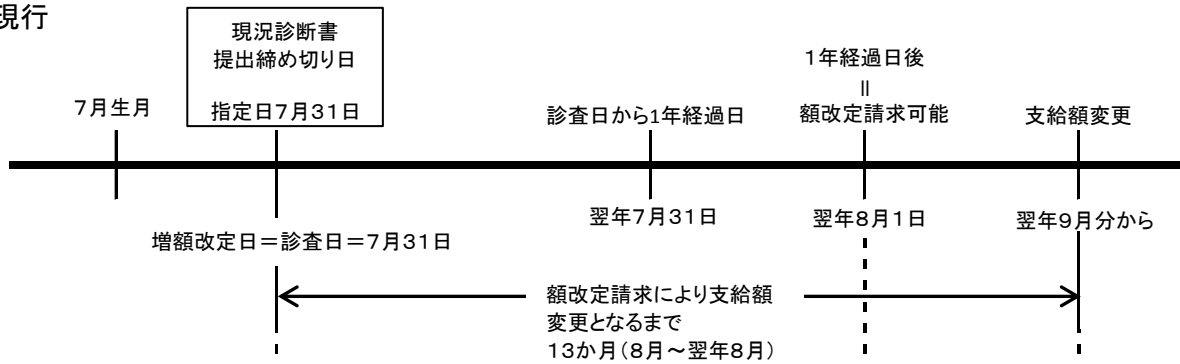 現行
現況診断書
提出締め切り日
指定日7月31日
7月生月
診査日から1年経過日
1年経過日後
॥
額改定請求可能
支給額変更
増額改定日＝診査日＝7月31日
翌年7月31日
翌年8月1日
翌年9月分から
額改定請求により支給額
変更となるまで
13か月(8月～翌年8月)